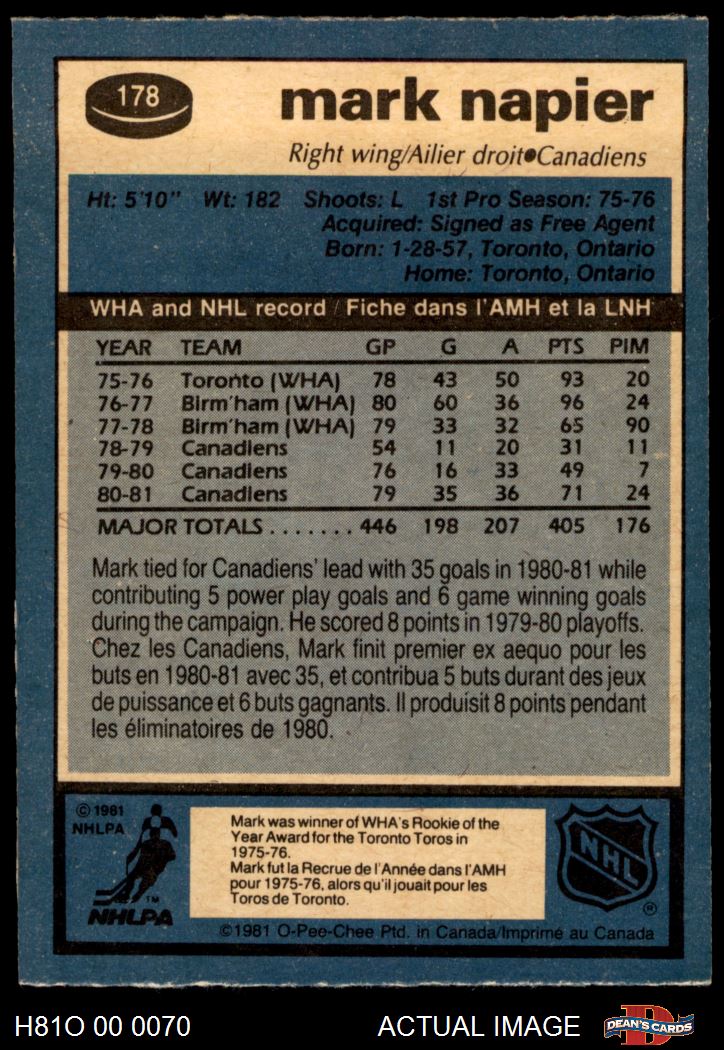 178
mark napier
Right wing/Ailier droit•Canadiens
Ht: 5'10" Wt: 182 Shoots: L 1st Pro Season: 75-76
Acquired: Signed as Free Agent
Born: 1-28-57, Toronto, Ontario
Home: Toronto, Ontario
WHA and NHL record / Fiche dans l'AMH et la LNH
YEAR TEAM GP G A PTS PIM
75-76 Toronto (WHA) 78 43 50 93 20
76-77 Birm'ham (WHA) 80 60 36 96 24
77-78 Birm'ham (WHA) 79 33 32 65 90
78-79 Canadiens 54 11 20 31 11
79-80 Canadiens 76 16 33 49 7
80-81 Canadiens 79 35 36 71 24
MAJOR TOTALS ....... 446 198 207 405 176
Mark tied for Canadiens' lead with 35 goals in 1980-81 while
contributing 5 power play goals and 6 game winning goals
during the campaign. He scored 8 points in 1979-80 playoffs.
Chez les Canadiens, Mark finit premier ex aequo pour les
buts en 1980-81 avec 35, et contribua 5 buts durant des jeux
de puissance et 6 buts gagnants. Il produisit 8 points pendant
les éliminatoires de 1980.
© 1981
NHLPA
TM
NHLPA
Mark was winner of WHA's Rookie of the
Year Award for the Toronto Toros in
1975-76.
Mark fut la Recrue de l'Année dans l'AMH
pour 1975-76, alors qu'il jouait pour les
Toros de Toronto.
NHL
®
©1981 O-Pee-Chee Ptd. in Canada/Imprimé au Canada
H81O 00 0070
ACTUAL IMAGE
D
DEAN'S CARDS